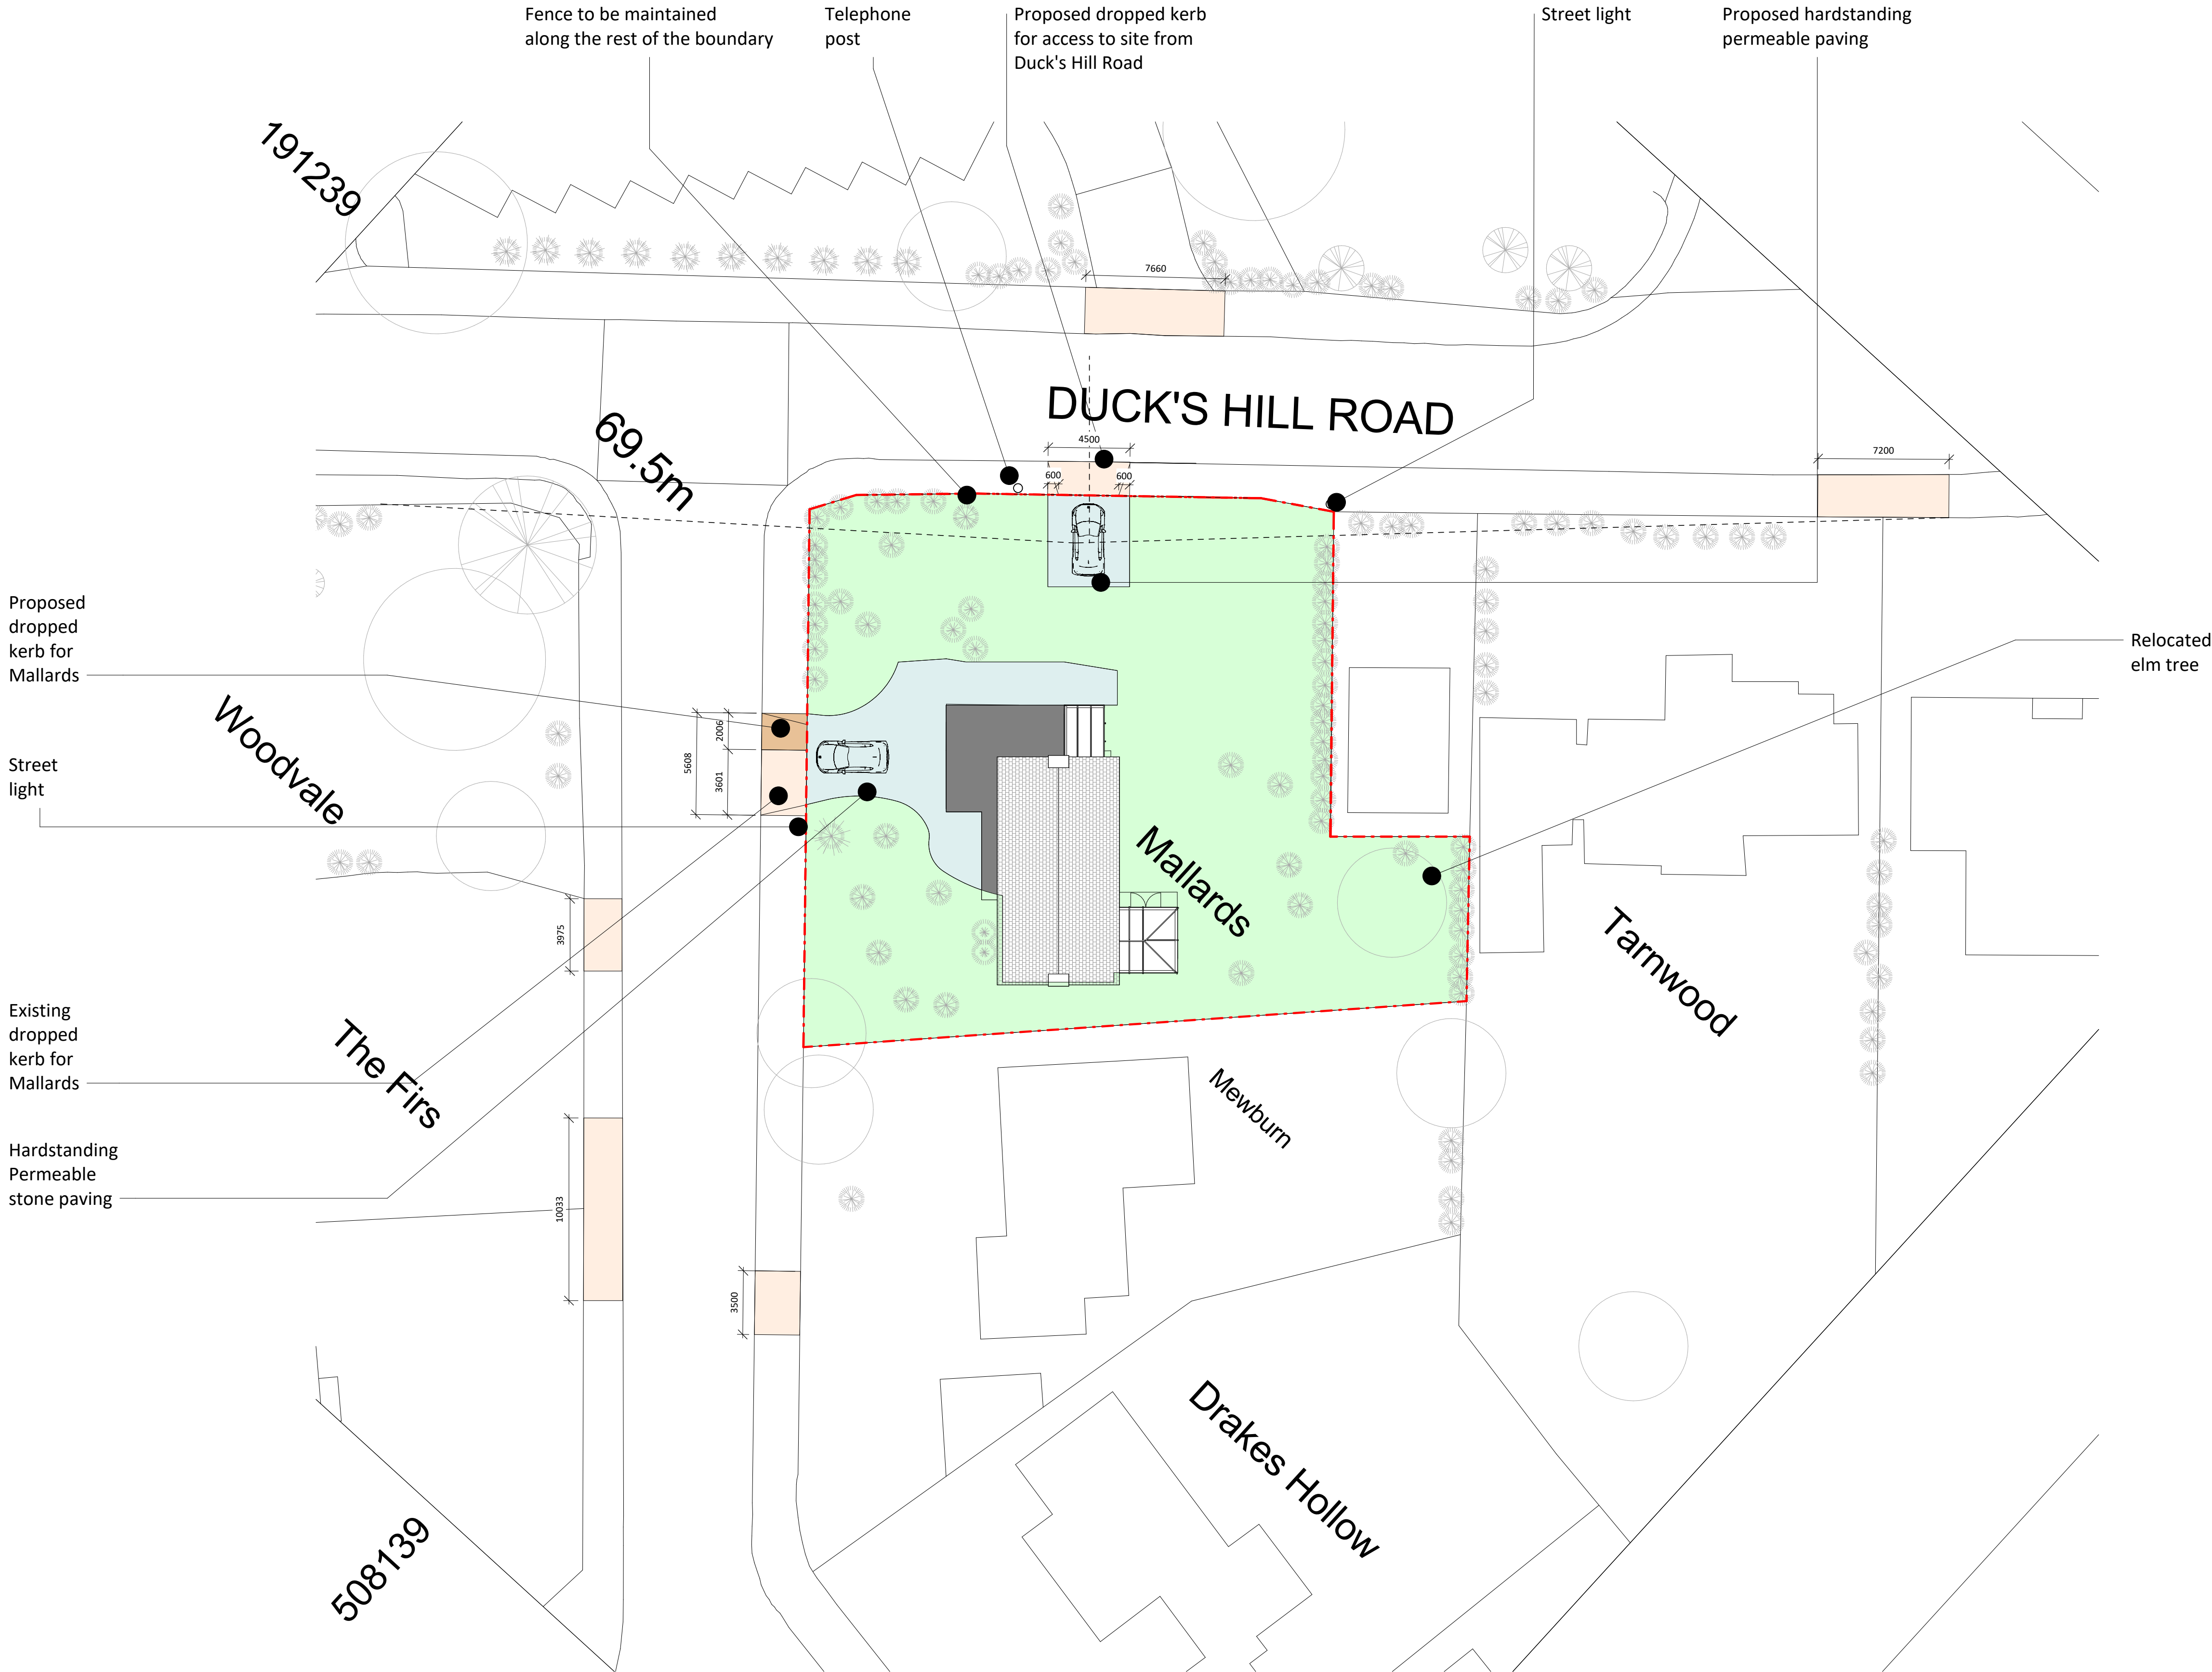 Fence to be maintained
along the rest of the boundary
Telephone
post
Proposed dropped kerb
for access to site from
Duck's Hill Road
Street light
Proposed hardstanding
permeable paving
191239
7660
DUCK'S HILL ROAD
69.5m
4500
600
600
7200
Proposed
dropped
kerb for
Mallards
Relocated
elm tree
Woodvale
2006
5608
3601
Street
light
Mallards
Tarnwood
3975
Existing
dropped
kerb for
Mallards
The Firs
Mewburn
Hardstanding
Permeable
stone paving
10033
3500
Drakes Hollow
508139